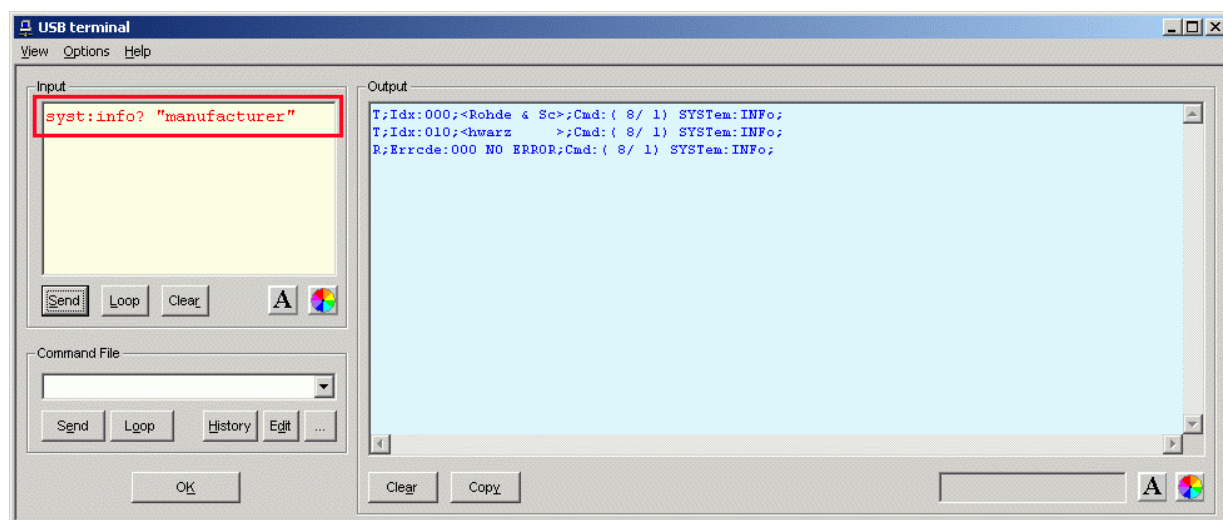 USB terminal
View Options Help
Input
syst:info? "manufacturer"
Send Loop Clear A
Command File
Send Loop History Edit ...
OK
Output
T;Idx:000;<Rohde & Sc>;Cmd:( 8/ 1) SYSTem:INFo;
T;Idx:010;<hwarz     >;Cmd:( 8/ 1) SYSTem:INFo;
R;Errcde:000 NO ERROR;Cmd:( 8/ 1) SYSTem:INFo;
Clear Copy A